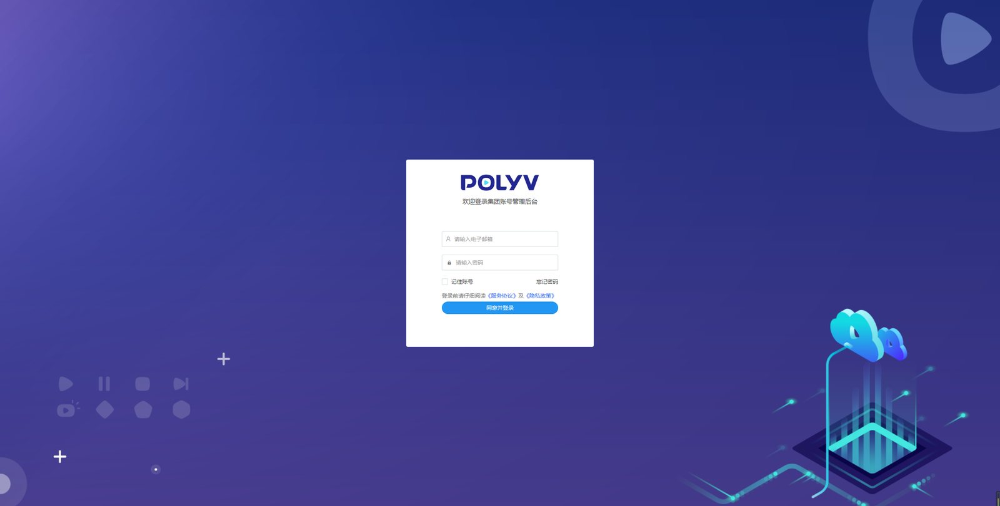 POLYV
欢迎登录集团账号管理后台
请输入电子邮箱
请输入密码
记住账号 忘记密码
登录前请仔细阅读《服务协议》及《隐私政策》
同意并登录